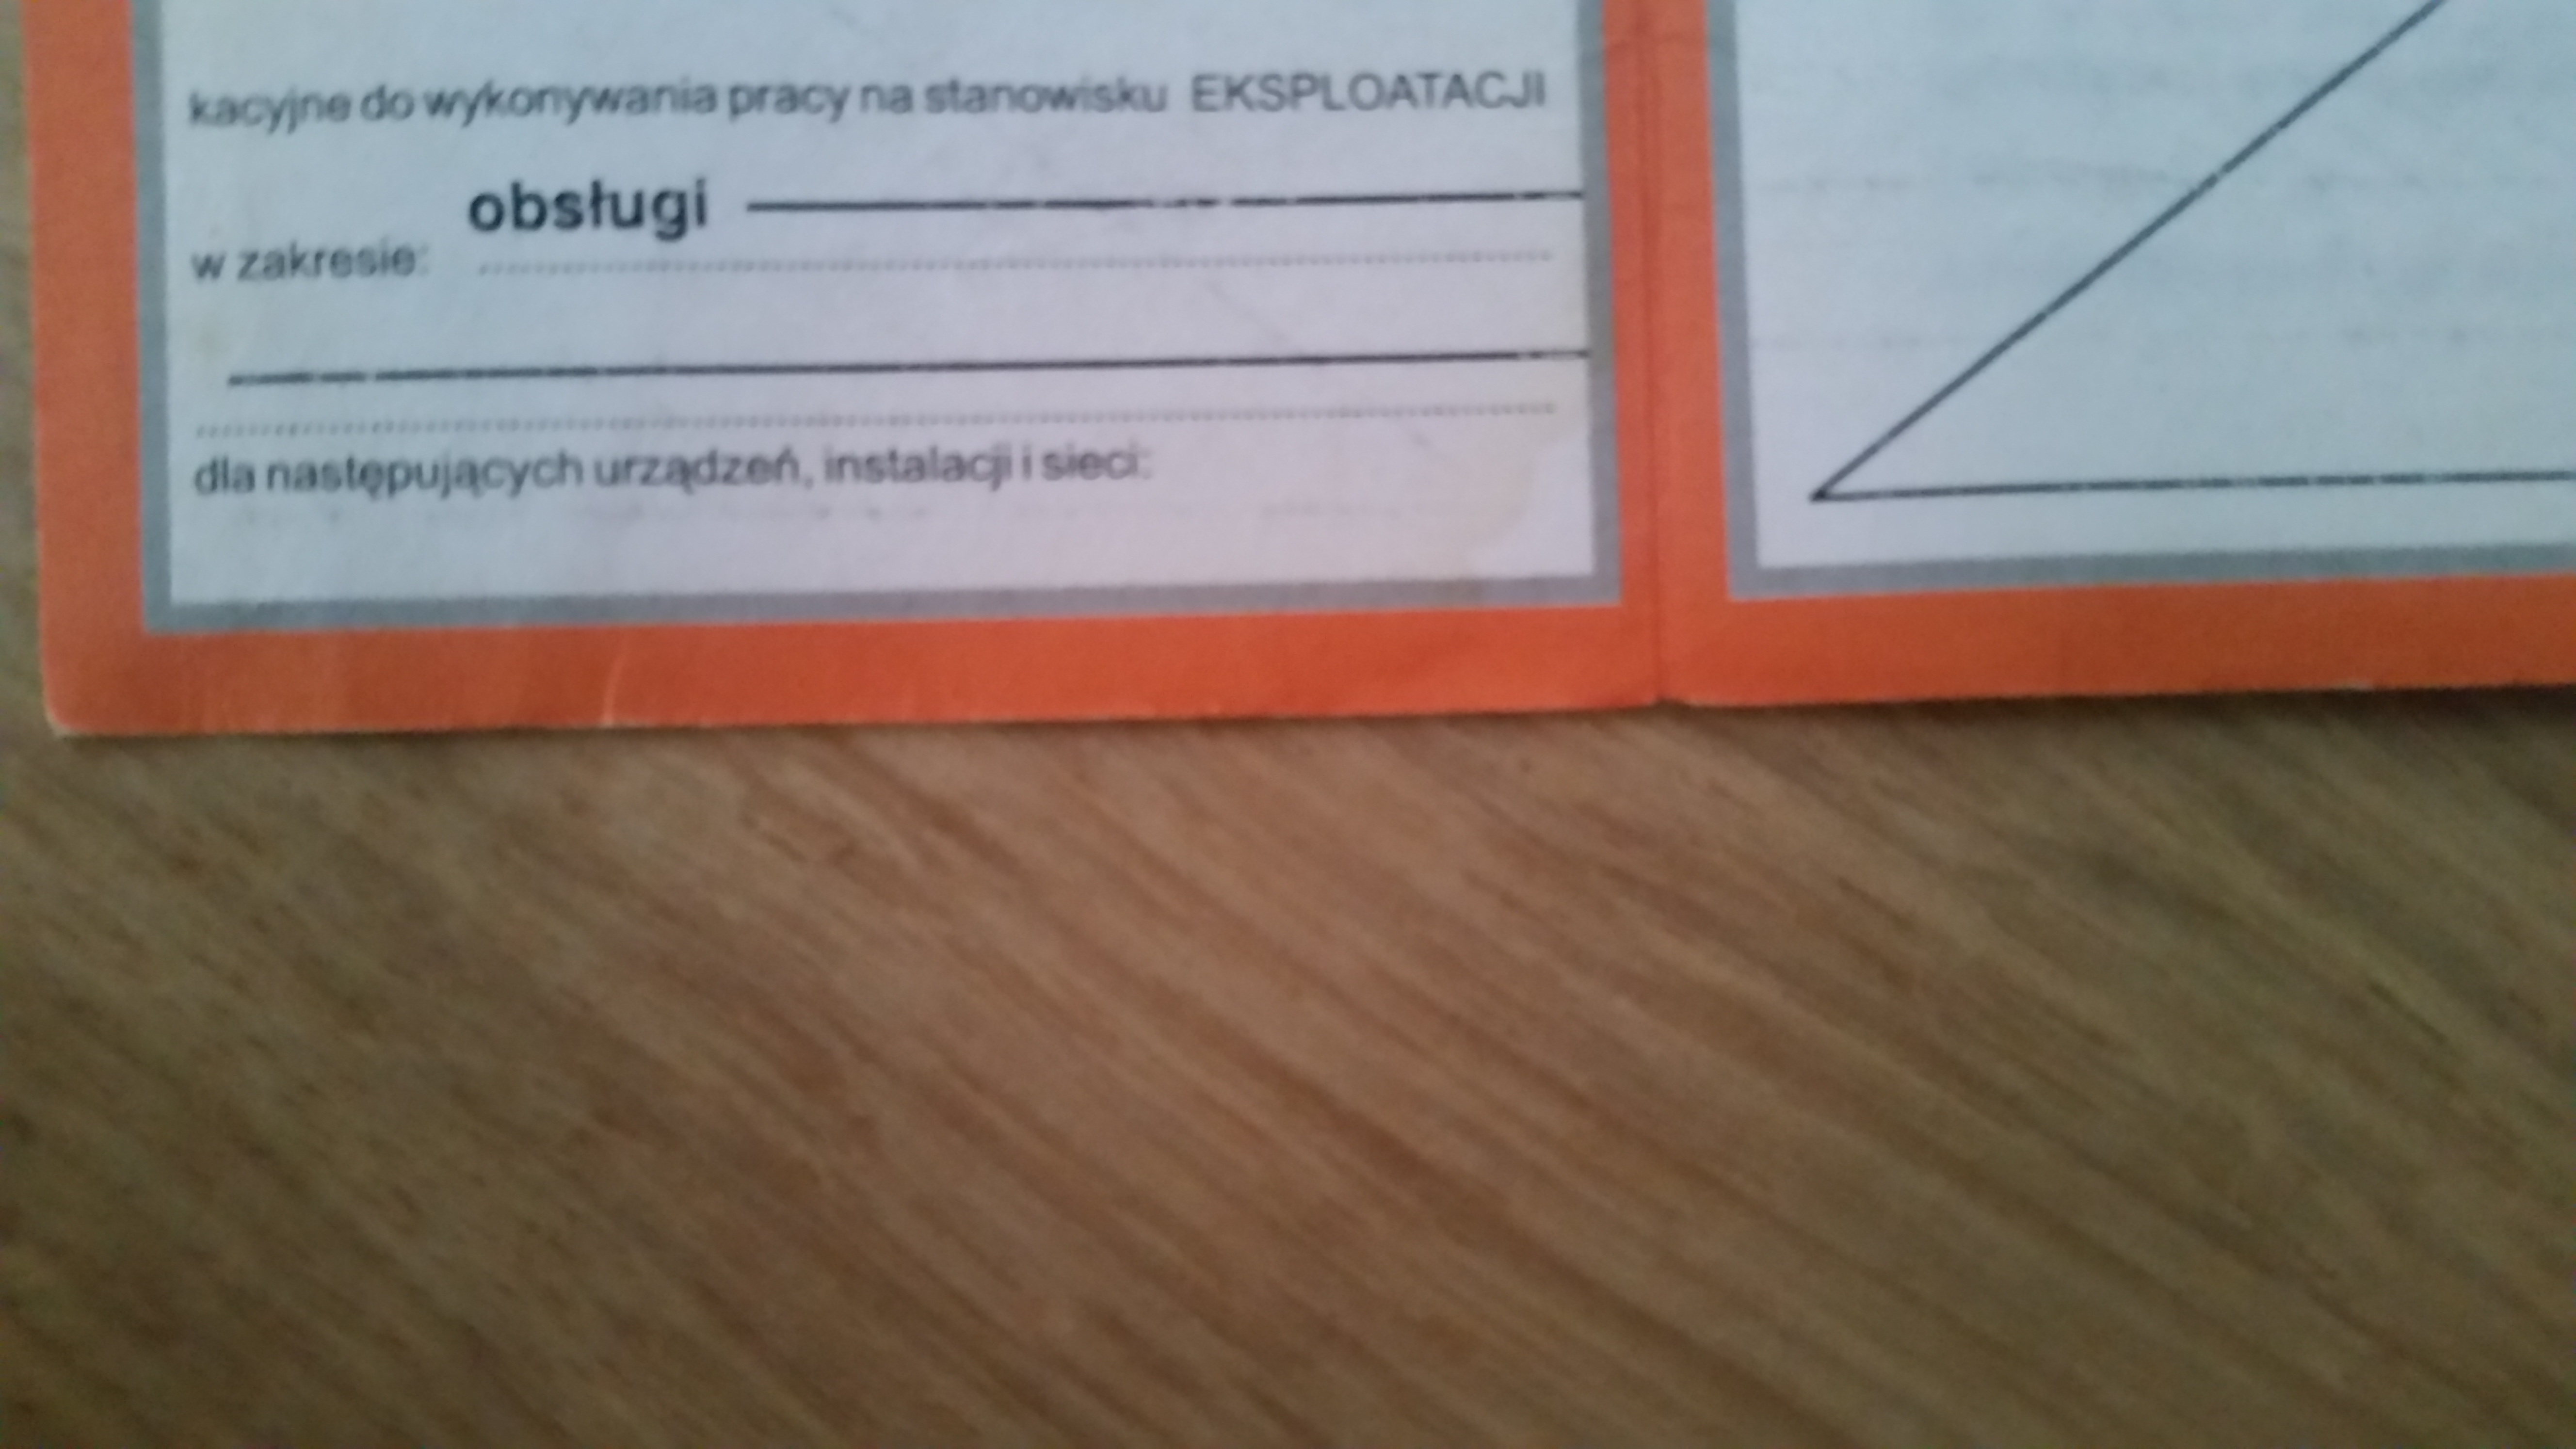 kacyjne do wykonywania pracy na stanowisku EKSPLOATACJI
obsługi
w zakresie:
dla następujących urządzeń, instalacji i sieci: